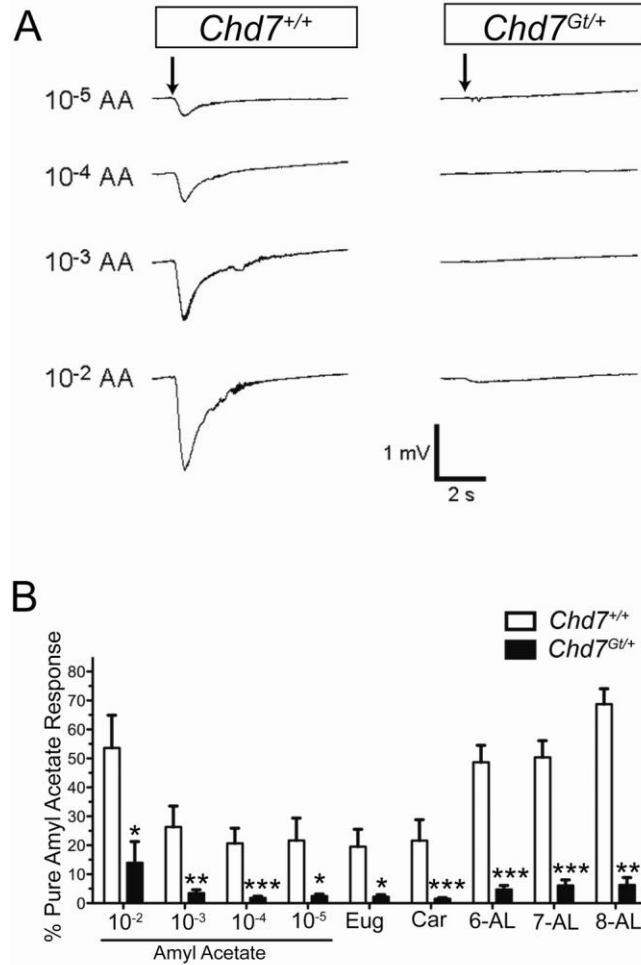 A
Chd7+/+ Chd7Gt/+
10-5 AA
10-4 AA
10-3 AA
10-2 AA
1 mV
2 s
B
Chd7+/+
Chd7Gt/+
% Pure Amyl Acetate Response
80
70
60
50
40
30
20
10
0
* ** *** * * *** *** *** **
10-2 10-3 10-4 10-5 Eug Car 6-AL 7-AL 8-AL
Amyl Acetate